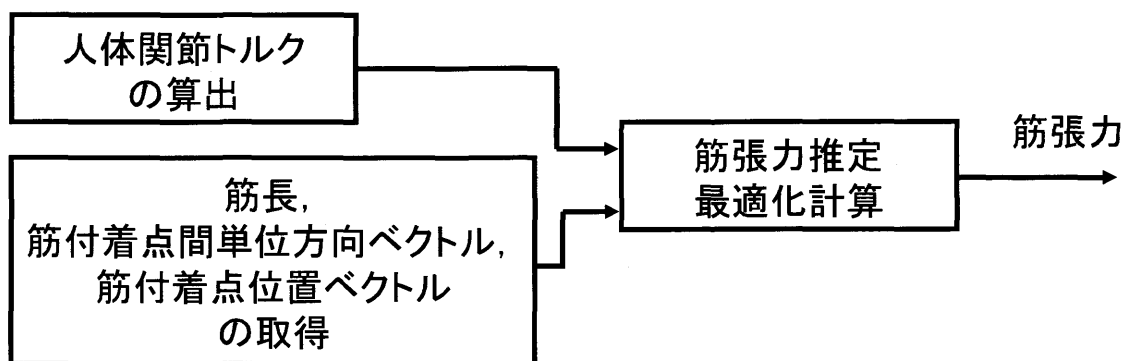 人体関節トルク
の算出
筋長,
筋付着点間単位方向ベクトル,
筋付着点位置ベクトル
の取得
筋張力推定
最適化計算
筋張力